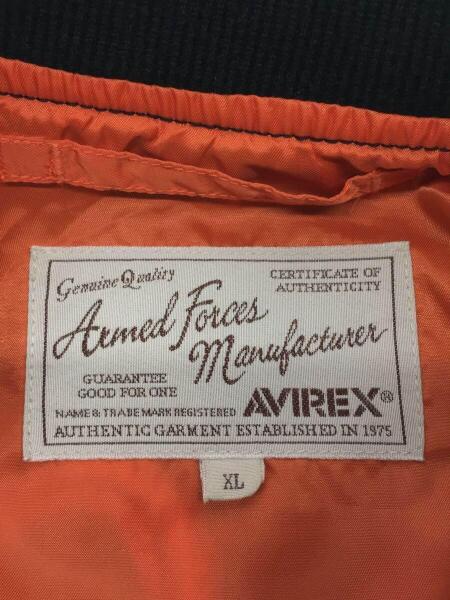 Genuine Quality
CERTIFICATE OF
AUTHENTICITY
Armed Forces
Manufacturer
GUARANTEE
GOOD FOR ONE
NAME & TRABE MARK REGISTERED
AVIREX®
AUTHENTIC GARMENT ESTABLISHED IN 1975
XL